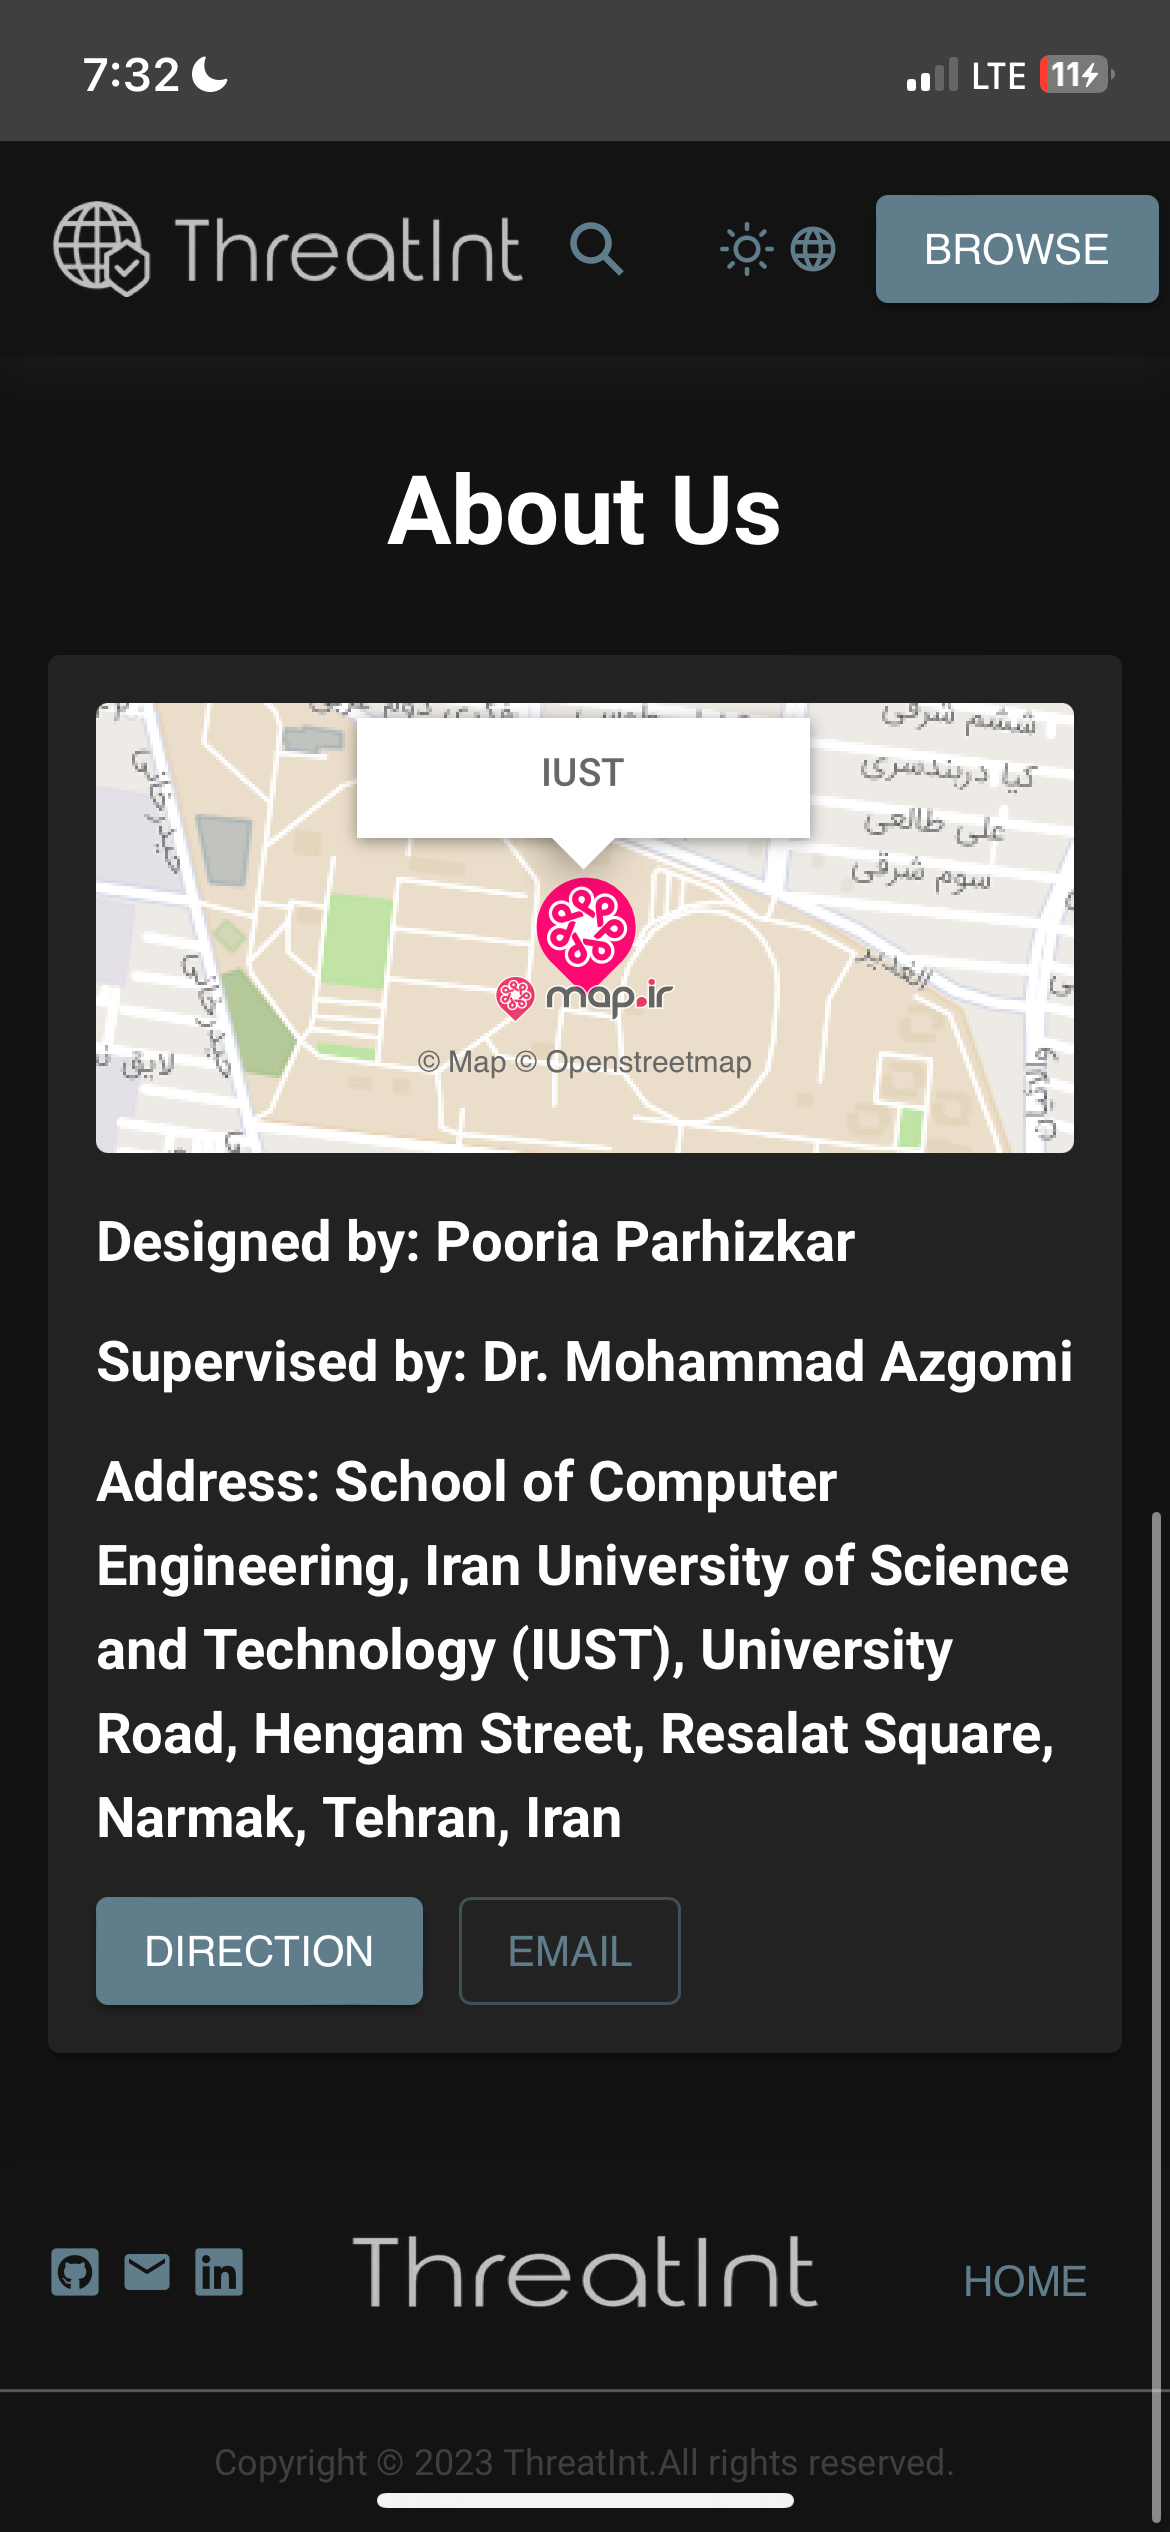 7:32 LTE 11
ThreatInt BROWSE
About Us
ششم شرقی
کیا دربندسری
علی طالعی
سوم شرقی
حیدرخانی
IUST
الغدیر
حیدرخانی
map.ir
لایق
© Map © Openstreetmap
Designed by: Pooria Parhizkar
Supervised by: Dr. Mohammad Azgomi
Address: School of Computer
Engineering, Iran University of Science
and Technology (IUST), University
Road, Hengam Street, Resalat Square,
Narmak, Tehran, Iran
DIRECTION EMAIL
ThreatInt HOME
Copyright © 2023 ThreatInt.All rights reserved.